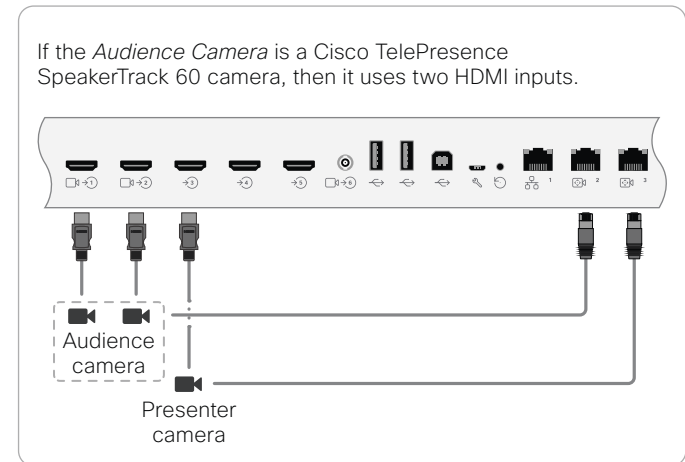 If the Audience Camera is a Cisco TelePresence
SpeakerTrack 60 camera, then it uses two HDMI inputs.
1 2 3 4 5 6 1 2 3
Audience
camera
Presenter
camera